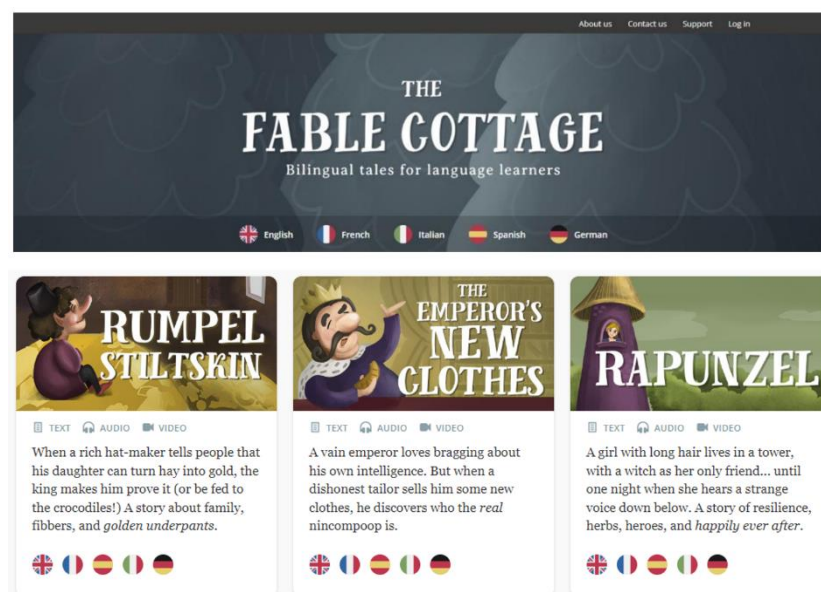 About us Contact us Support Log in
THE
FABLE COTTAGE
Bilingual tales for language learners
English French Italian Spanish German
RUMPEL
STILTSKIN
TEXT AUDIO VIDEO
When a rich hat-maker tells people that
his daughter can turn hay into gold, the
king makes him prove it (or be fed to
the crocodiles!) A story about family,
fibbers, and golden underpants.
THE
EMPEROR'S
NEW
CLOTHES
TEXT AUDIO VIDEO
A vain emperor loves bragging about
his own intelligence. But when a
dishonest tailor sells him some new
clothes, he discovers who the real
nincompoop is.
RAPUNZEL
TEXT AUDIO VIDEO
A girl with long hair lives in a tower,
with a witch as her only friend... until
one night when she hears a strange
voice down below. A story of resilience,
herbs, heroes, and happily ever after.